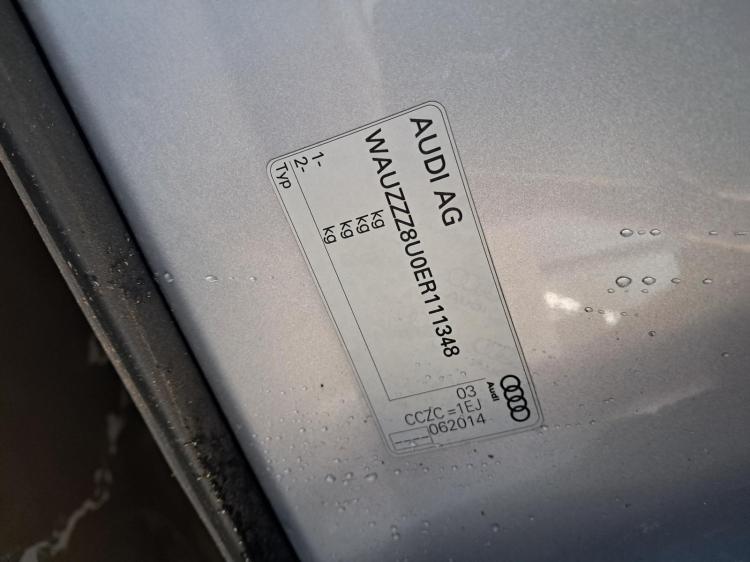 AUDI AG
WAUZZZ8U0ER111348
kg
kg
1- kg
2- kg
Typ
Audi
03
CCZC =1EJ
062014